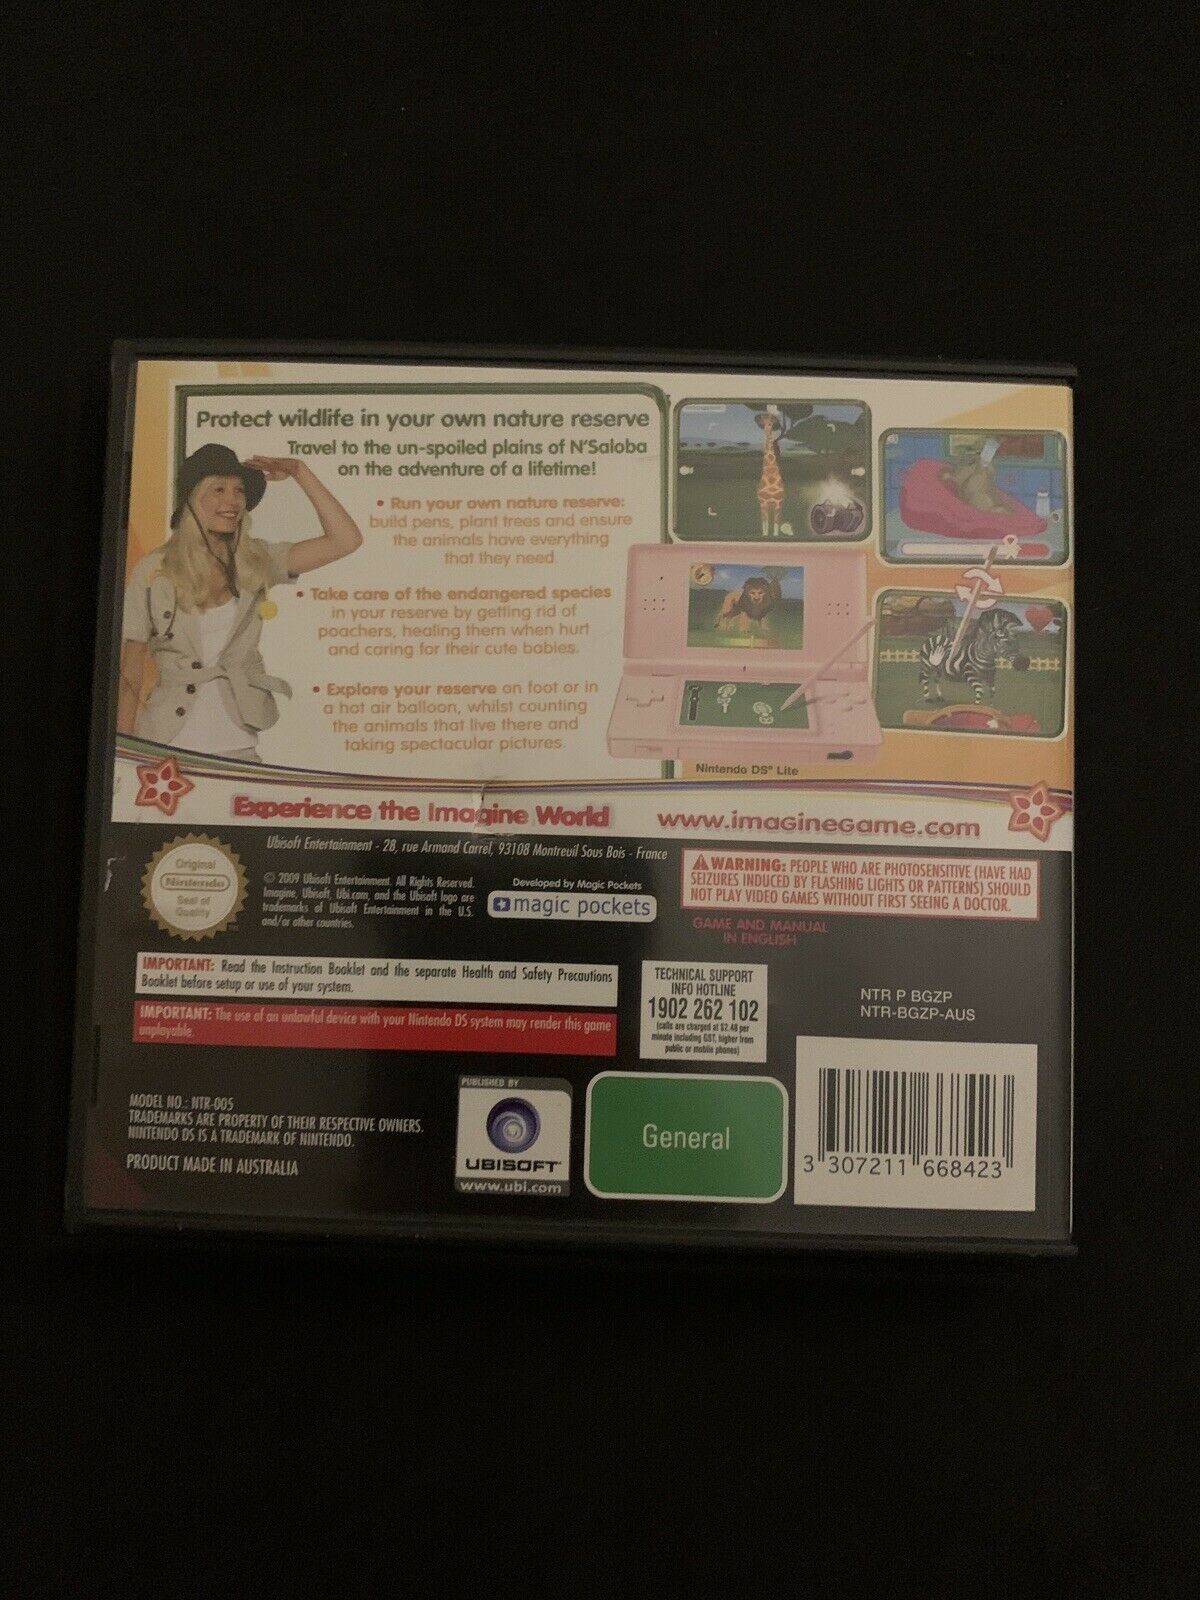 Protect wildlife in your own nature reserve
Travel to the un-spoiled plains of N'Saloba
on the adventure of a lifetime!
• Run your own nature reserve:
build pens, plant trees and ensure
the animals have everything
that they need.
• Take care of the endangered species
in your reserve by getting rid of
poachers, healing them when hurt
and caring for their cute babies.
• Explore your reserve on foot or in
a hot air balloon, whilst counting
the animals that live there and
taking spectacular pictures.
Nintendo DS® Lite
Experience the Imagine World
www.imaginegame.com
Original
Nintendo
Seal of
Quality
TM
Ubisoft Entertainment - 28, rue Armand Carrel, 93108 Montreuil Sous Bois - France
© 2009 Ubisoft Entertainment. All Rights Reserved.
Imagine, Ubisoft, Ubi.com, and the Ubisoft logo are
trademarks of Ubisoft Entertainment in the U.S.
and/or other countries.
Developed by Magic Pockets
magic pockets
WARNING: PEOPLE WHO ARE PHOTOSENSITIVE (HAVE HAD
SEIZURES INDUCED BY FLASHING LIGHTS OR PATTERNS) SHOULD
NOT PLAY VIDEO GAMES WITHOUT FIRST SEEING A DOCTOR.
GAME AND MANUAL
IN ENGLISH
IMPORTANT: Read the Instruction Booklet and the separate Health and Safety Precautions
Booklet before setup or use of your system.
IMPORTANT: The use of an unlawful device with your Nintendo DS system may render this game
unplayable.
TECHNICAL SUPPORT
INFO HOTLINE
1902 262 102
(calls are charged at $2.48 per
minute including GST, higher from
public or mobile phones)
NTR P BGZP
NTR-BGZP-AUS
MODEL NO.: NTR-005
TRADEMARKS ARE PROPERTY OF THEIR RESPECTIVE OWNERS.
NINTENDO DS IS A TRADEMARK OF NINTENDO.
PRODUCT MADE IN AUSTRALIA
PUBLISHED BY
UBISOFT
www.ubi.com
General
3 307211 668423